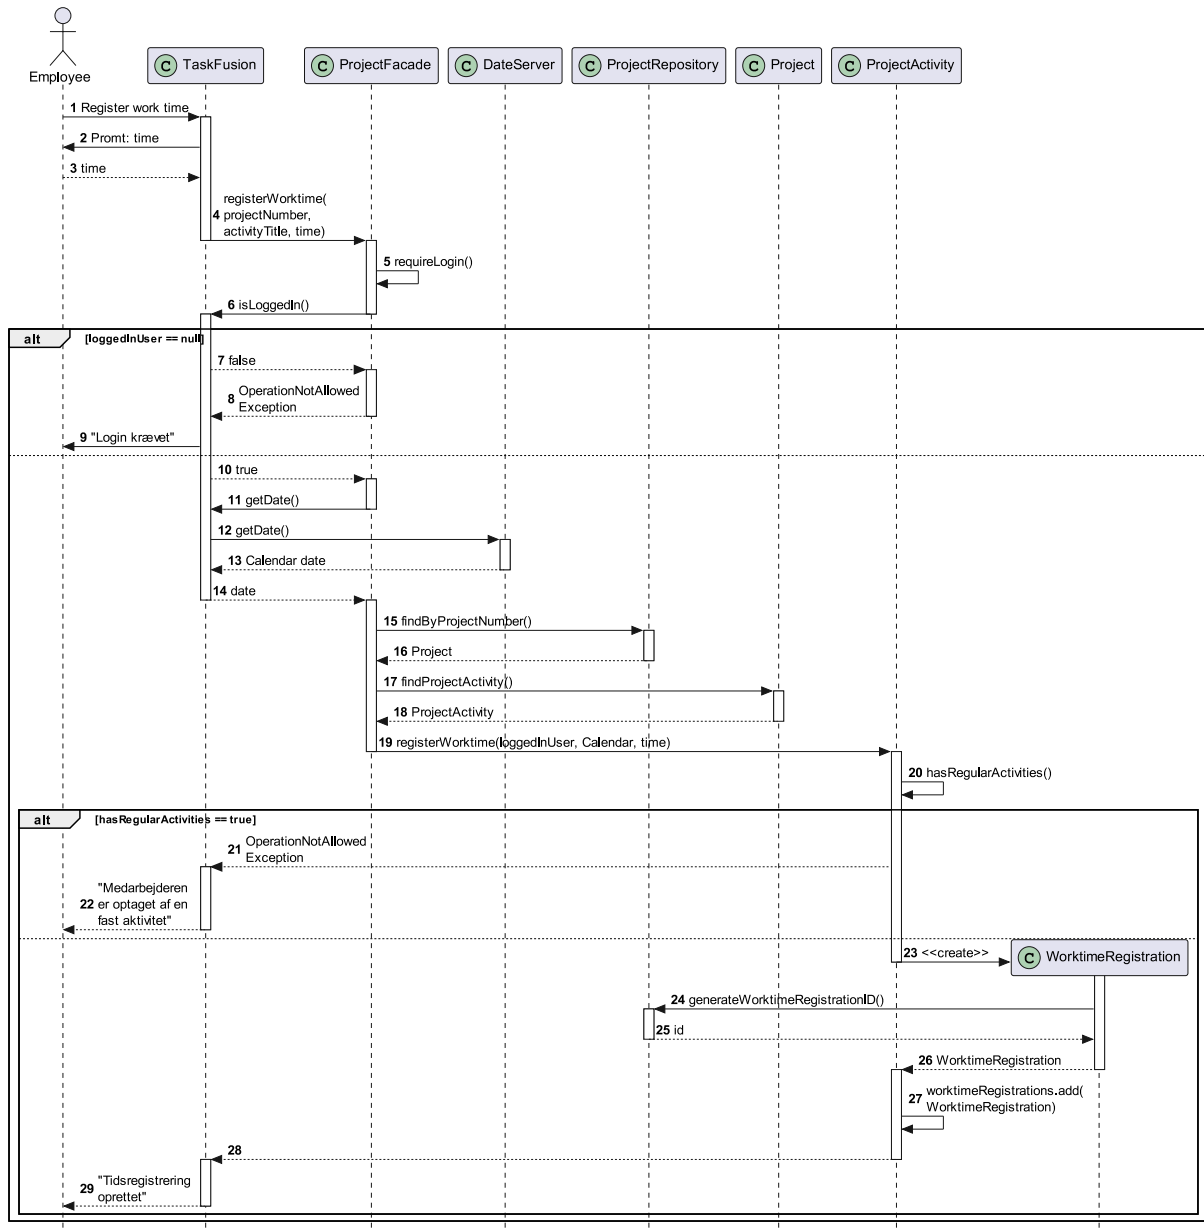 Employee
C TaskFusion
C ProjectFacade
C DateServer
C ProjectRepository
C Project
C ProjectActivity
1 Register work time
2 Promt: time
3 time
registerWorktime(
4 projectNumber,
activityTitle, time)
5 requireLogin()
6 isLoggedIn()
alt [loggedInUser == null]
7 false
OperationNotAllowed
8 Exception
9 "Login krævet"
10 true
11 getDate()
12 getDate()
13 Calendar date
14 date
15 findByProjectNumber()
16 Project
17 findProjectActivity()
18 ProjectActivity
19 registerWorktime(loggedInUser, Calendar, time)
20 hasRegularActivities()
alt [hasRegularActivities == true]
OperationNotAllowed
21 Exception
"Medarbejderen
22 er optaget af en
fast aktivitet"
23 <<create>>
C WorktimeRegistration
24 generateWorktimeRegistrationID()
25 id
26 WorktimeRegistration
worktimeRegistrations.add(
27 WorktimeRegistration)
28
"Tidsregistrering
29 oprettet"